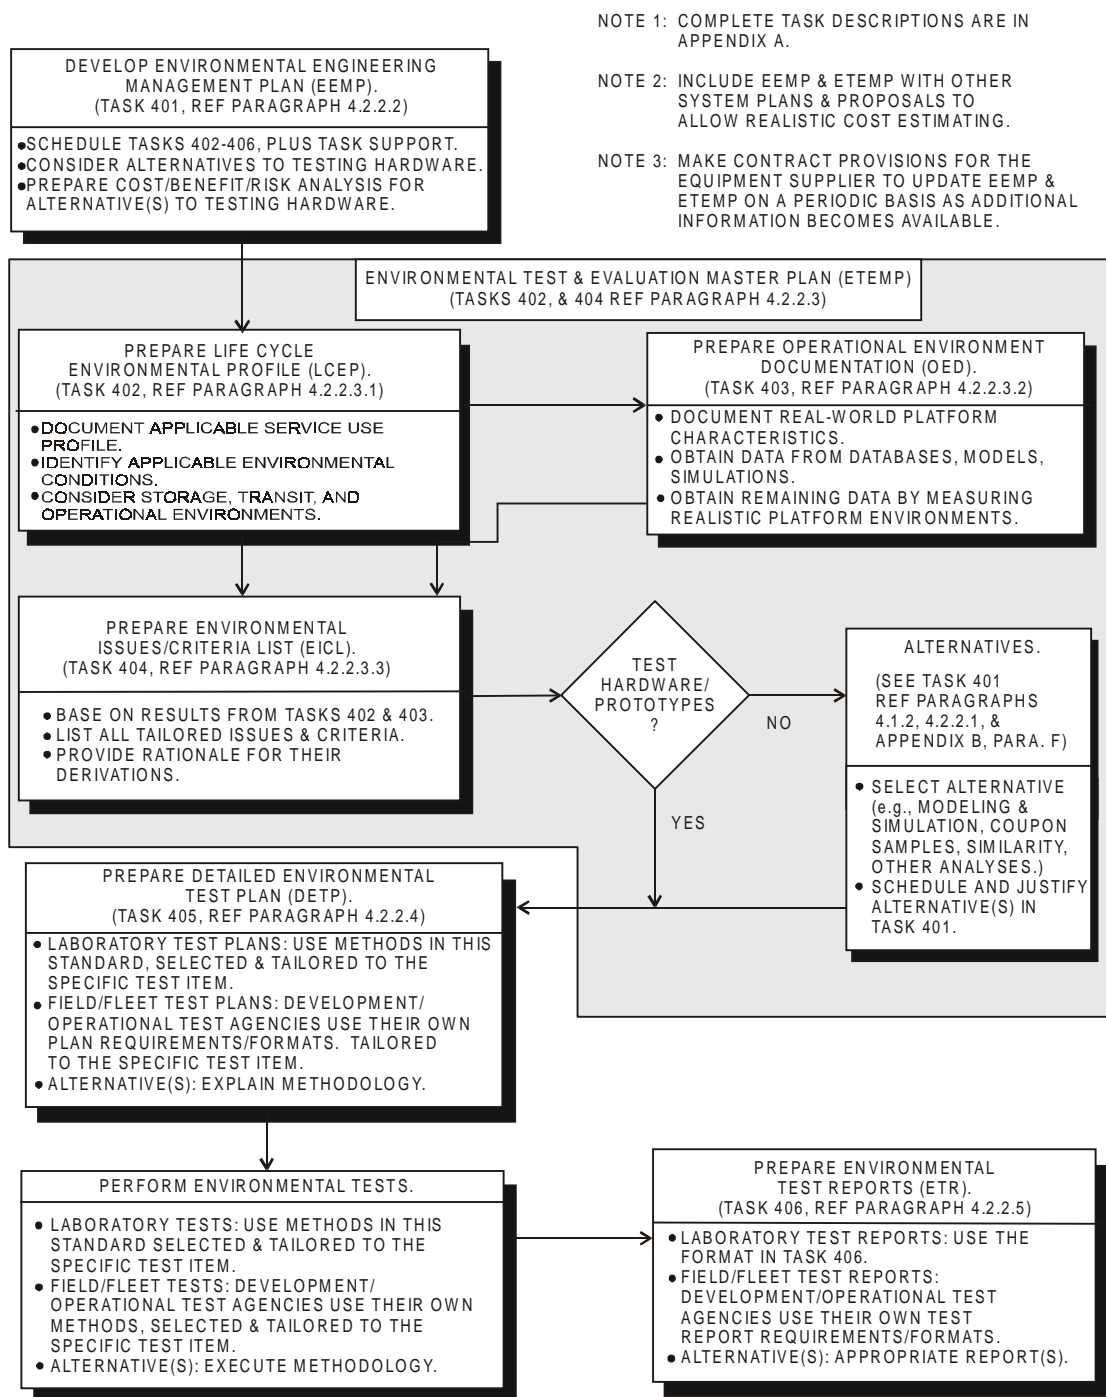 NOTE 1: COMPLETE TASK DESCRIPTIONS ARE IN
APPENDIX A.
NOTE 2: INCLUDE EEMP & ETEMP WITH OTHER
SYSTEM PLANS & PROPOSALS TO
ALLOW REALISTIC COST ESTIMATING.
NOTE 3: MAKE CONTRACT PROVISIONS FOR THE
EQUIPMENT SUPPLIER TO UPDATE EEMP &
ETEMP ON A PERIODIC BASIS AS ADDITIONAL
INFORMATION BECOMES AVAILABLE.
DEVELOP ENVIRONMENTAL ENGINEERING
MANAGEMENT PLAN (EEMP).
(TASK 401, REF PARAGRAPH 4.2.2.2)
●SCHEDULE TASKS 402-406, PLUS TASK SUPPORT.
●CONSIDER ALTERNATIVES TO TESTING HARDWARE.
●PREPARE COST/BENEFIT/RISK ANALYSIS FOR
ALTERNATIVE(S) TO TESTING HARDWARE.
ENVIRONMENTAL TEST & EVALUATION MASTER PLAN (ETEMP)
(TASKS 402, & 404 REF PARAGRAPH 4.2.2.3)
PREPARE LIFE CYCLE
ENVIRONMENTAL PROFILE (LCEP).
(TASK 402, REF PARAGRAPH 4.2.2.3.1)
●DOCUMENT APPLICABLE SERVICE USE
PROFILE.
●IDENTIFY APPLICABLE ENVIRONMENTAL
CONDITIONS.
●CONSIDER STORAGE, TRANSIT, AND
OPERATIONAL ENVIRONMENTS.
PREPARE OPERATIONAL ENVIRONMENT
DOCUMENTATION (OED).
(TASK 403, REF PARAGRAPH 4.2.2.3.2)
● DOCUMENT REAL-WORLD PLATFORM
CHARACTERISTICS.
● OBTAIN DATA FROM DATABASES, MODELS,
SIMULATIONS.
● OBTAIN REMAINING DATA BY MEASURING
REALISTIC PLATFORM ENVIRONMENTS.
PREPARE ENVIRONMENTAL
ISSUES/CRITERIA LIST (EICL).
(TASK 404, REF PARAGRAPH 4.2.2.3.3)
● BASE ON RESULTS FROM TASKS 402 & 403.
● LIST ALL TAILORED ISSUES & CRITERIA.
● PROVIDE RATIONALE FOR THEIR
DERIVATIONS.
TEST
HARDWARE/
PROTOTYPES
?
NO
YES
ALTERNATIVES.
(SEE TASK 401
REF PARAGRAPHS
4.1.2, 4.2.2.1, &
APPENDIX B, PARA. F)
● SELECT ALTERNATIVE
(e.g., MODELING &
SIMULATION, COUPON
SAMPLES, SIMILARITY,
OTHER ANALYSES.)
● SCHEDULE AND JUSTIFY
ALTERNATIVE(S) IN
TASK 401.
PREPARE DETAILED ENVIRONMENTAL
TEST PLAN (DETP).
(TASK 405, REF PARAGRAPH 4.2.2.4)
● LABORATORY TEST PLANS: USE METHODS IN THIS
STANDARD, SELECTED & TAILORED TO THE
SPECIFIC TEST ITEM.
● FIELD/FLEET TEST PLANS: DEVELOPMENT/
OPERATIONAL TEST AGENCIES USE THEIR OWN
PLAN REQUIREMENTS/FORMATS. TAILORED
TO THE SPECIFIC TEST ITEM.
● ALTERNATIVE(S): EXPLAIN METHODOLOGY.
PERFORM ENVIRONMENTAL TESTS.
● LABORATORY TESTS: USE METHODS IN THIS
STANDARD SELECTED & TAILORED TO THE
SPECIFIC TEST ITEM.
● FIELD/FLEET TESTS: DEVELOPMENT/
OPERATIONAL TEST AGENCIES USE THEIR OWN
METHODS, SELECTED & TAILORED TO THE
SPECIFIC TEST ITEM.
● ALTERNATIVE(S): EXECUTE METHODOLOGY.
PREPARE ENVIRONMENTAL
TEST REPORTS (ETR).
(TASK 406, REF PARAGRAPH 4.2.2.5)
● LABORATORY TEST REPORTS: USE THE
FORMAT IN TASK 406.
● FIELD/FLEET TEST REPORTS:
DEVELOPMENT/OPERATIONAL TEST
AGENCIES USE THEIR OWN TEST
REPORT REQUIREMENTS/FORMATS.
● ALTERNATIVE(S): APPROPRIATE REPORT(S).